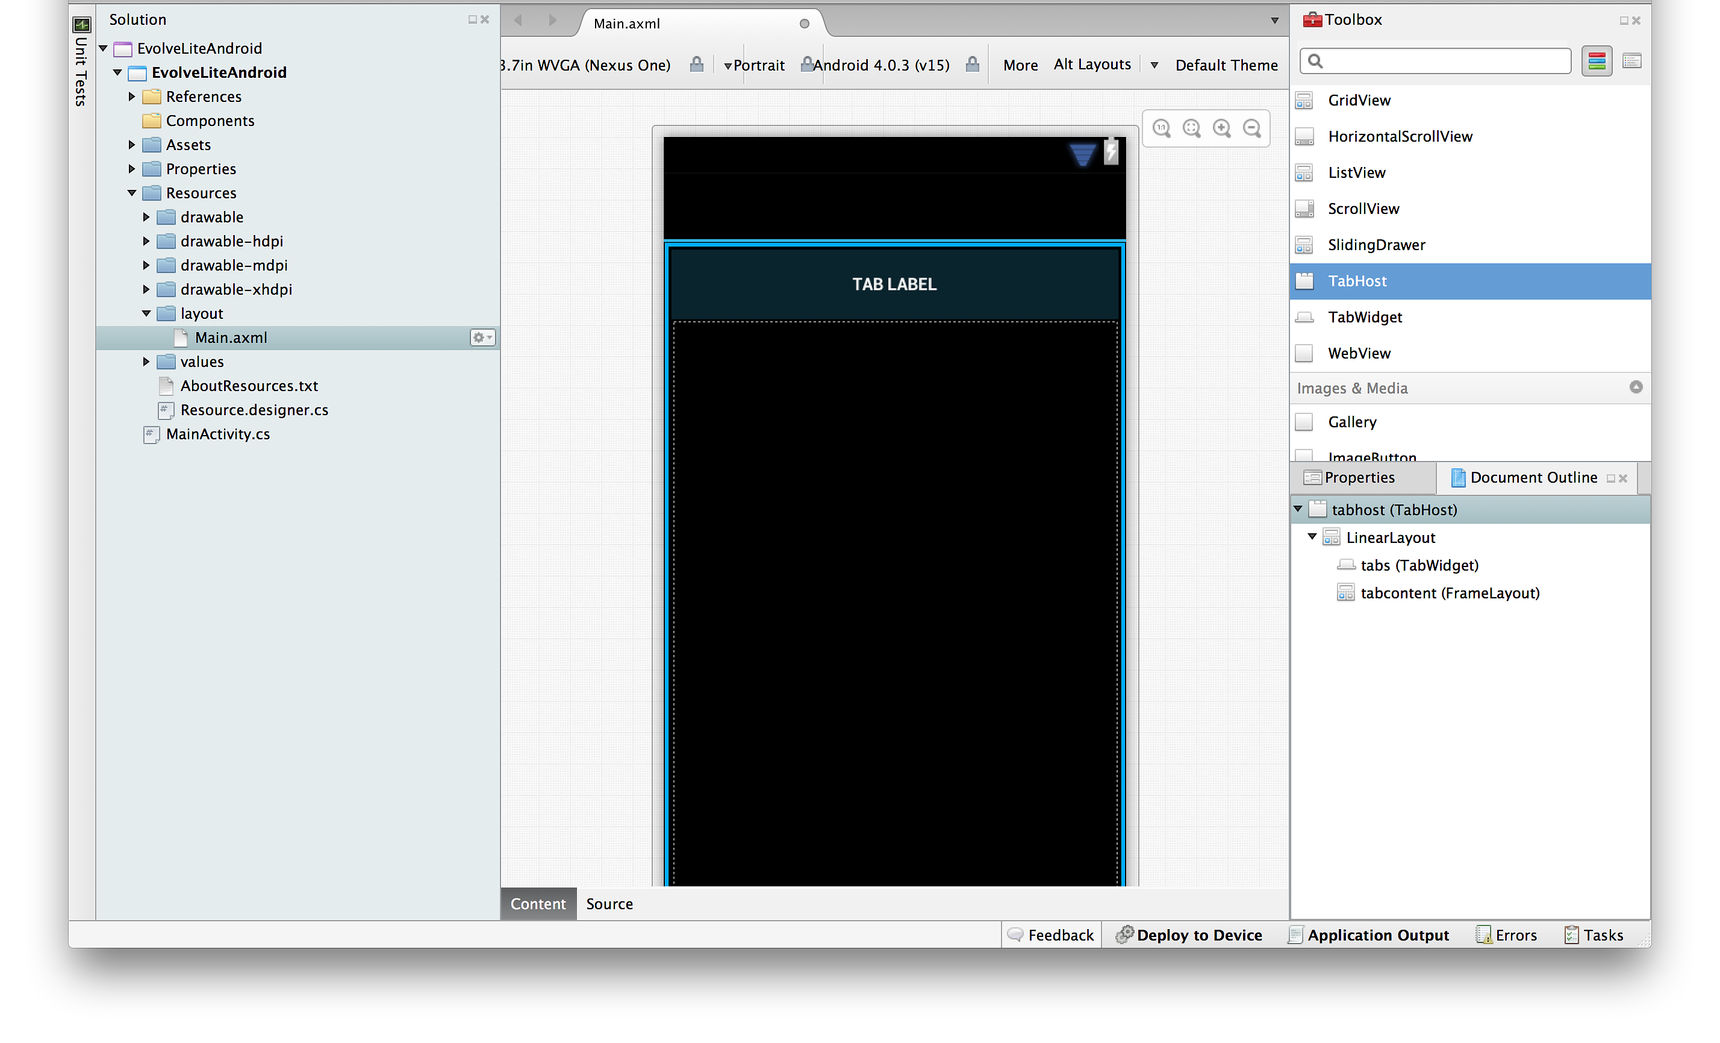 Unit Tests
Solution
EvolveLiteAndroid
EvolveLiteAndroid
References
Components
Assets
Properties
Resources
drawable
drawable-hdpi
drawable-mdpi
drawable-xhdpi
layout
Main.axml
values
AboutResources.txt
Resource.designer.cs
MainActivity.cs
Main.axml
3.7in WVGA (Nexus One) Portrait Android 4.0.3 (v15) More Alt Layouts Default Theme
1:1
TAB LABEL
Content Source
Toolbox
GridView
HorizontalScrollView
ListView
ScrollView
SlidingDrawer
TabHost
TabWidget
WebView
Images & Media
Gallery
ImageButton
Properties Document Outline
tabhost (TabHost)
LinearLayout
tabs (TabWidget)
tabcontent (FrameLayout)
Feedback Deploy to Device Application Output Errors Tasks